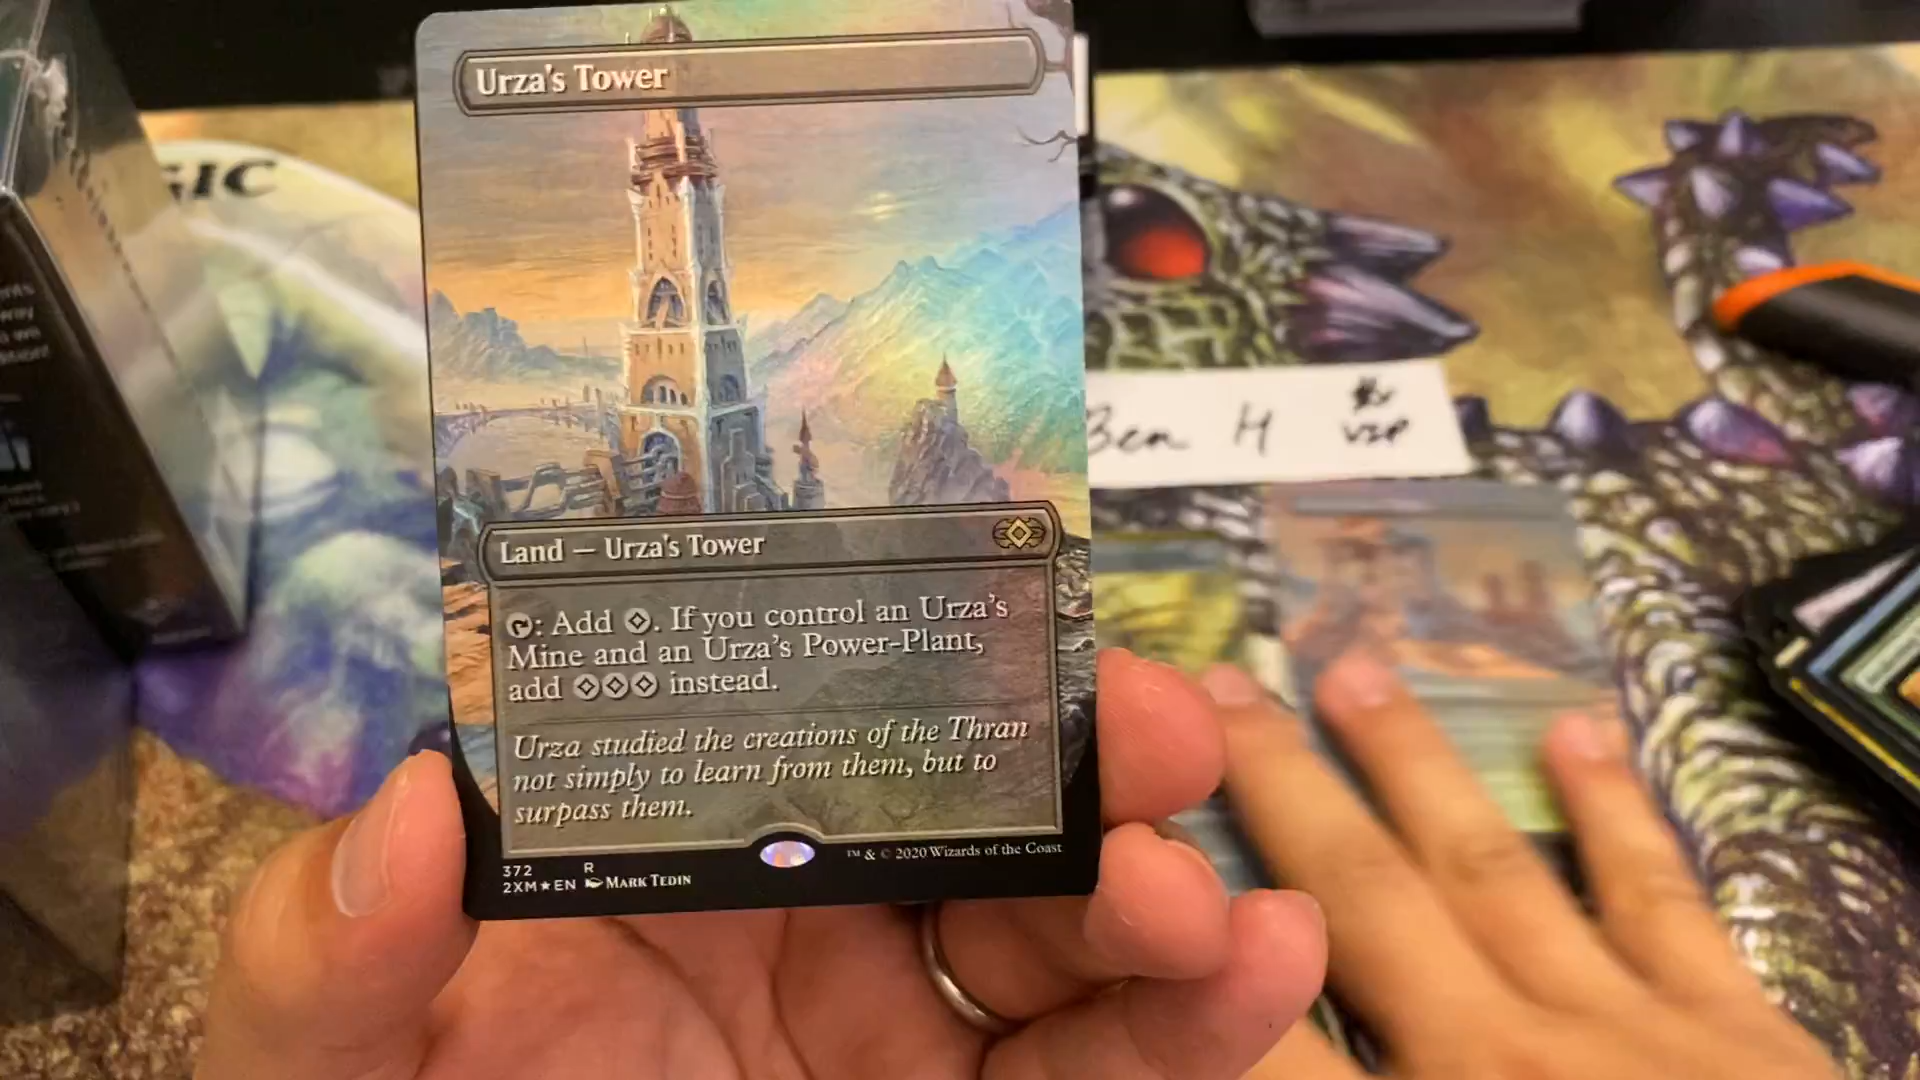 Urza's Tower
GIC
Ben H
VIP
Land — Urza's Tower
: Add . If you control an Urza's
Mine and an Urza's Power-Plant,
add instead.
Urza studied the creations of the Thran
not simply to learn from them, but to
surpass them.
372 R
2XM★EN MARK TEDIN
™ & © 2020 Wizards of the Coast